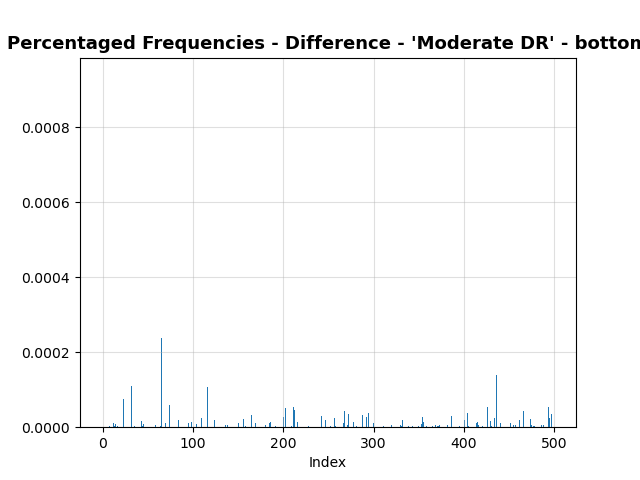 Percentaged Frequencies - Difference - 'Moderate DR' - bottom
0.0008
0.0006
0.0004
0.0002
0.0000
0 100 200 300 400 500
Index